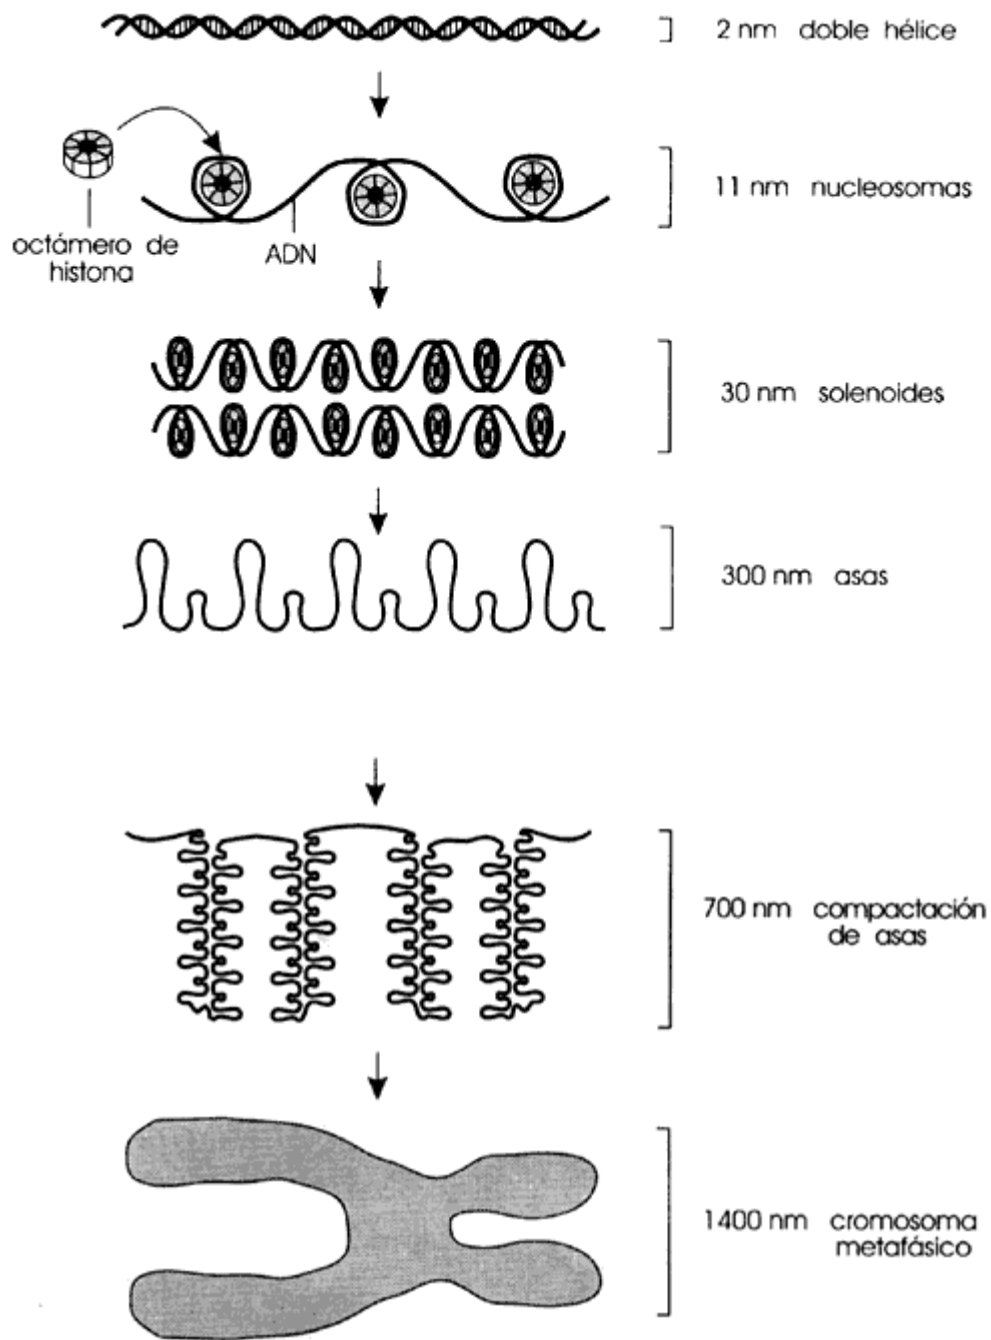 2 nm doble hélice
11 nm nucleosomas
octámero de
histona
ADN
30 nm solenoides
300 nm asas
700 nm compactación
de asas
1400 nm cromosoma
metafásico